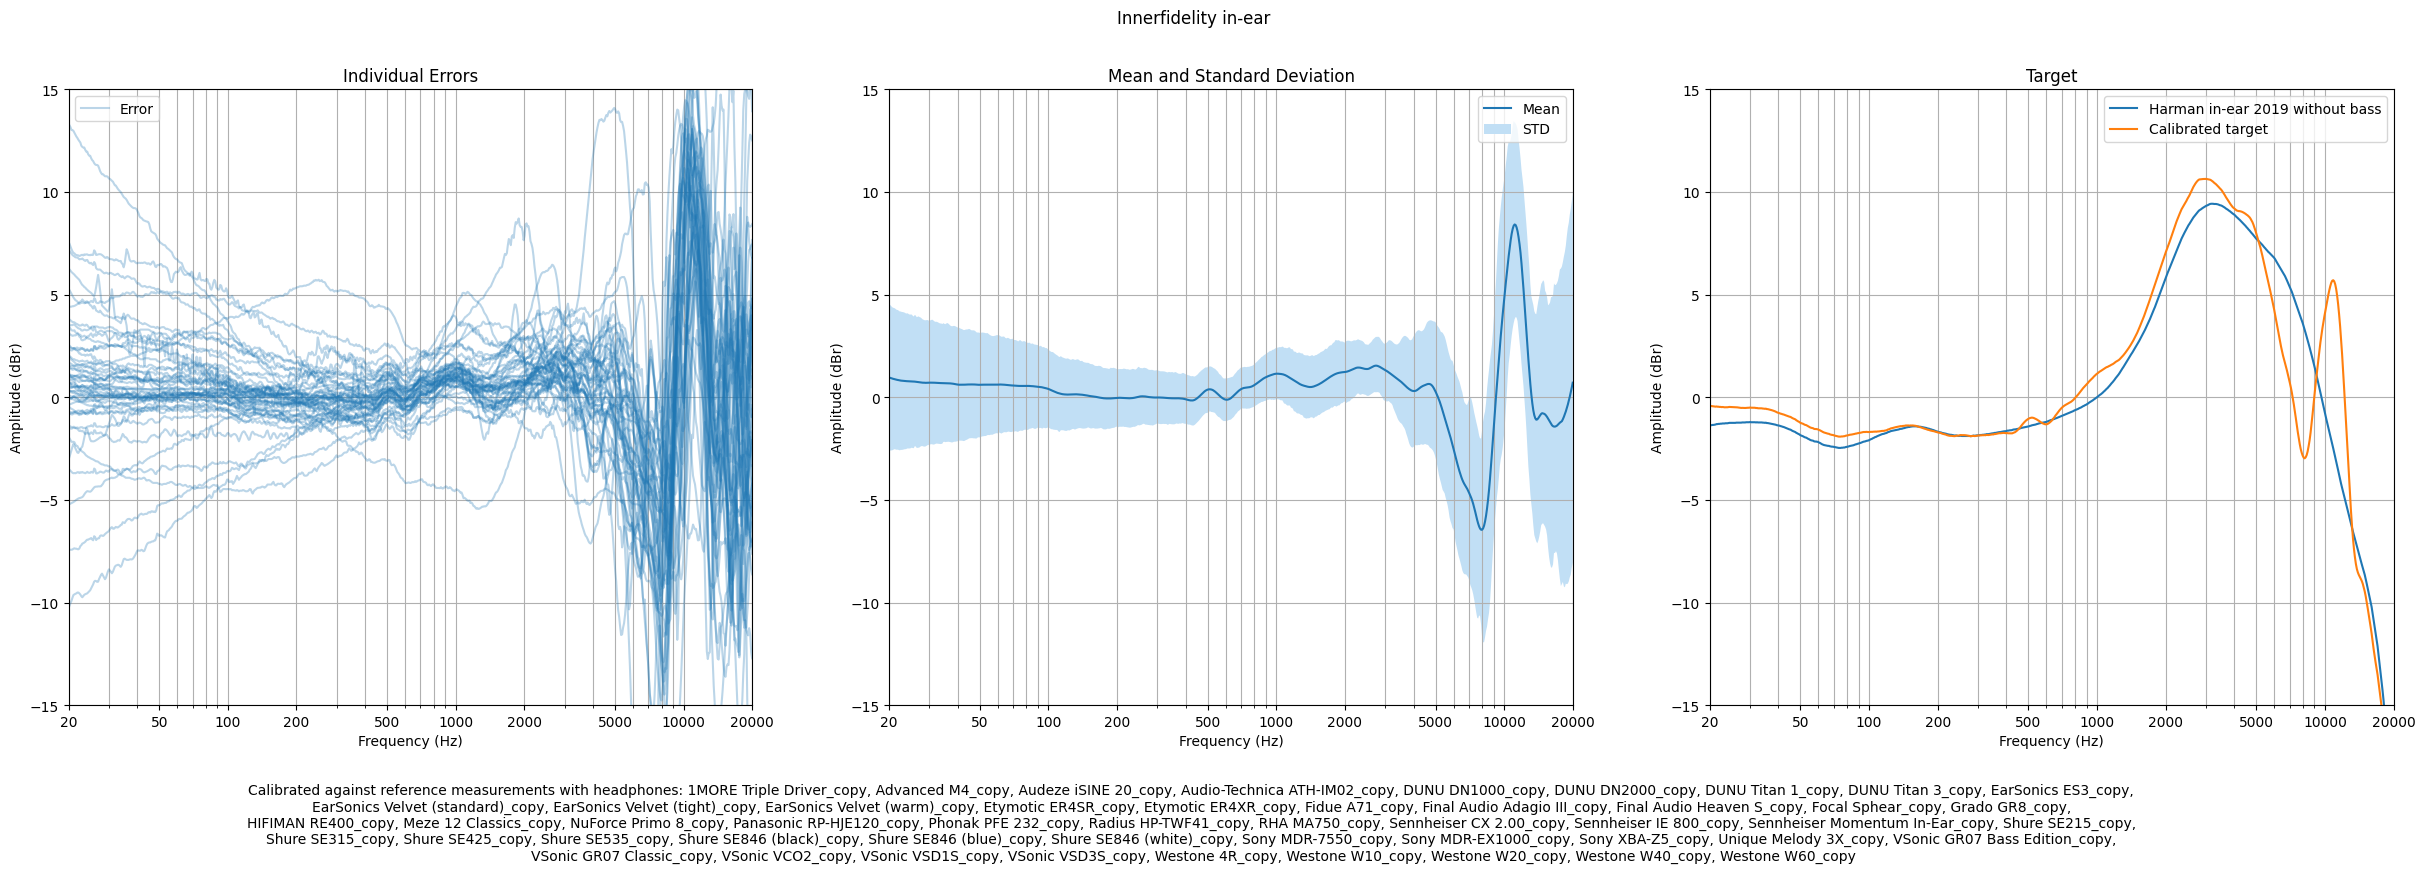 Innerfidelity in-ear
Individual Errors
Error
15
10
5
0
−5
−10
−15
Amplitude (dBr)
20 50 100 200 500 1000 2000 5000 10000 20000
Frequency (Hz)
Mean and Standard Deviation
Mean
STD
15
10
5
0
−5
−10
−15
Amplitude (dBr)
20 50 100 200 500 1000 2000 5000 10000 20000
Frequency (Hz)
Target
Harman in-ear 2019 without bass
Calibrated target
15
10
5
0
−5
−10
−15
Amplitude (dBr)
20 50 100 200 500 1000 2000 5000 10000 20000
Frequency (Hz)
Calibrated against reference measurements with headphones: 1MORE Triple Driver_copy, Advanced M4_copy, Audeze iSINE 20_copy, Audio-Technica ATH-IM02_copy, DUNU DN1000_copy, DUNU DN2000_copy, DUNU Titan 1_copy, DUNU Titan 3_copy, EarSonics ES3_copy,
EarSonics Velvet (standard)_copy, EarSonics Velvet (tight)_copy, EarSonics Velvet (warm)_copy, Etymotic ER4SR_copy, Etymotic ER4XR_copy, Fidue A71_copy, Final Audio Adagio III_copy, Final Audio Heaven S_copy, Focal Sphear_copy, Grado GR8_copy,
HIFIMAN RE400_copy, Meze 12 Classics_copy, NuForce Primo 8_copy, Panasonic RP-HJE120_copy, Phonak PFE 232_copy, Radius HP-TWF41_copy, RHA MA750_copy, Sennheiser CX 2.00_copy, Sennheiser IE 800_copy, Sennheiser Momentum In-Ear_copy, Shure SE215_copy,
Shure SE315_copy, Shure SE425_copy, Shure SE535_copy, Shure SE846 (black)_copy, Shure SE846 (blue)_copy, Shure SE846 (white)_copy, Sony MDR-7550_copy, Sony MDR-EX1000_copy, Sony XBA-Z5_copy, Unique Melody 3X_copy, VSonic GR07 Bass Edition_copy,
VSonic GR07 Classic_copy, VSonic VCO2_copy, VSonic VSD1S_copy, VSonic VSD3S_copy, Westone 4R_copy, Westone W10_copy, Westone W20_copy, Westone W40_copy, Westone W60_copy